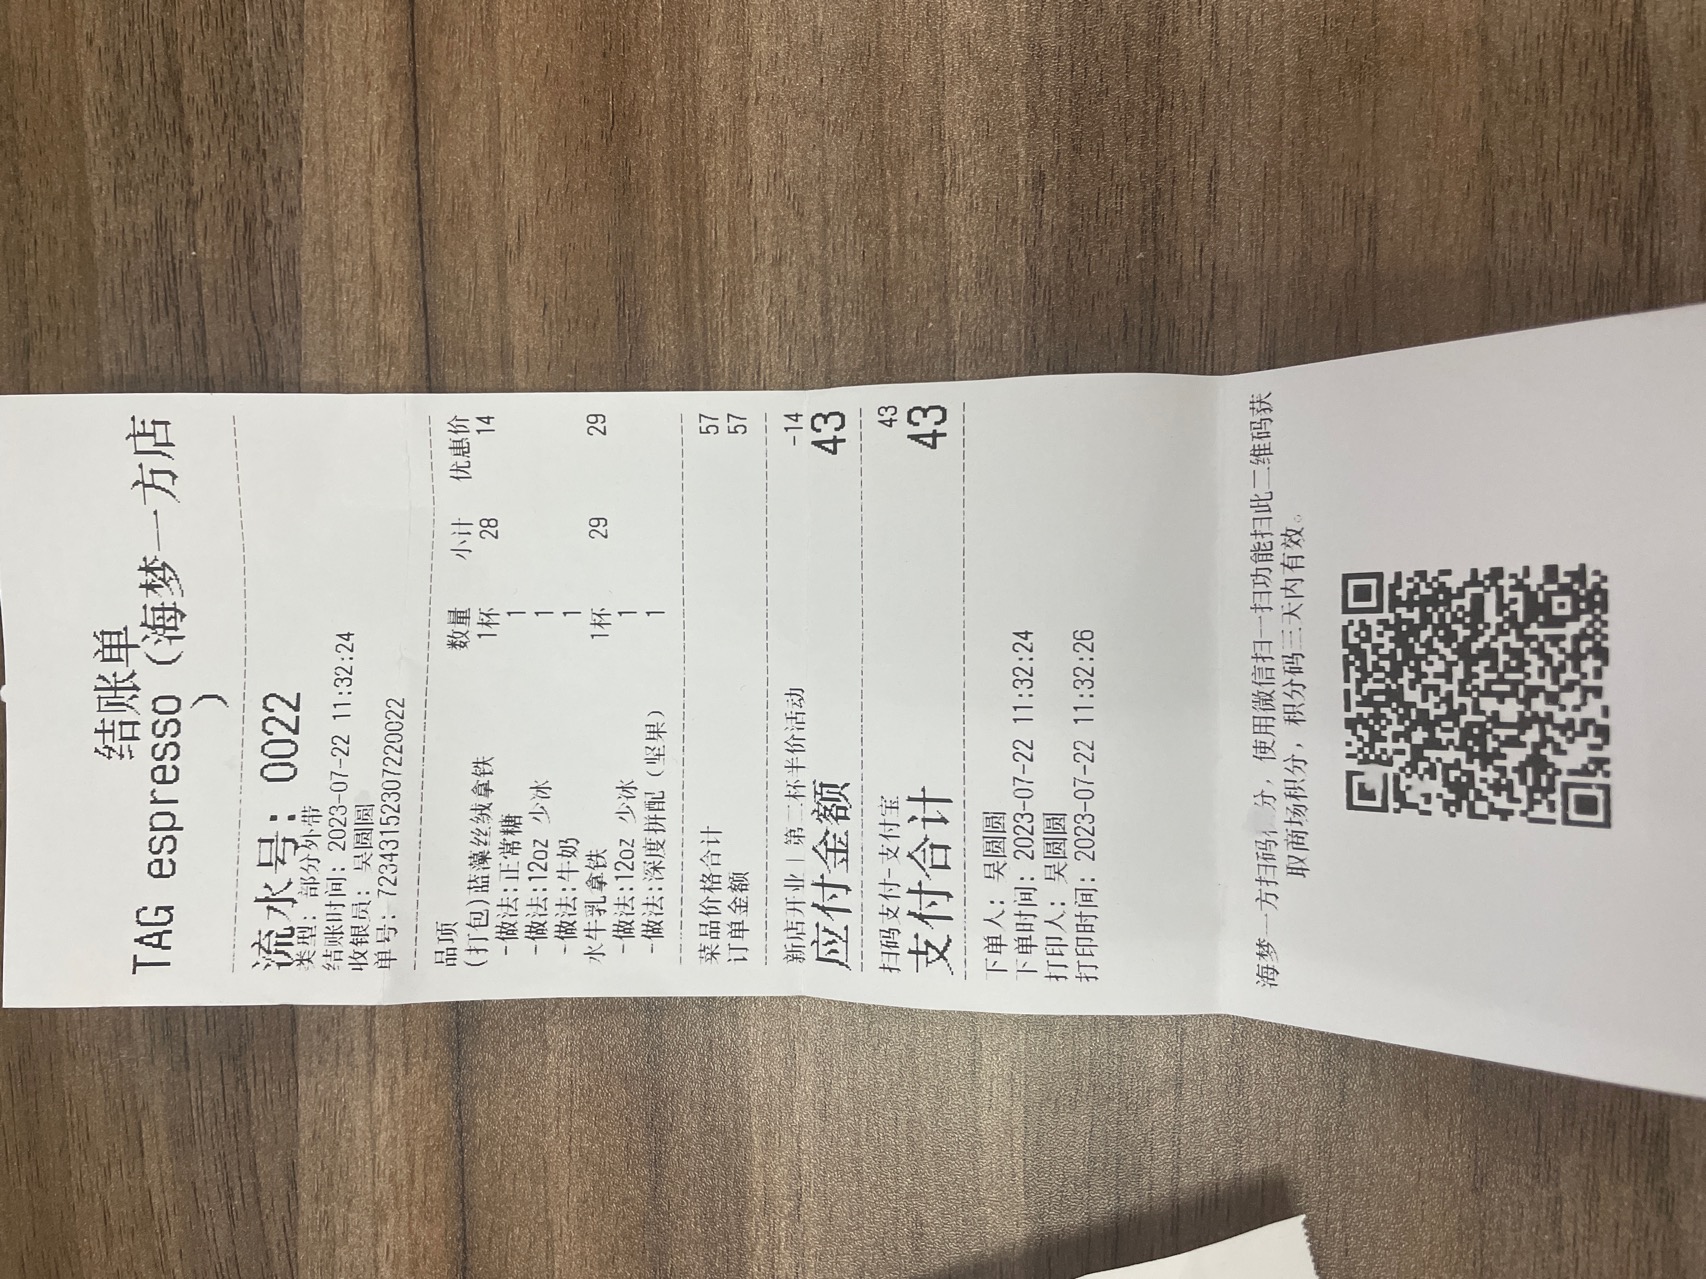 结账单
TAG espresso（海梦一方店
）
流水号: 0022
类型: 部分外带
结账时间: 2023-07-22 11:32:24
收银员: 吴圆圆
单号: 7234315230722​0022
品项 数量 小计 优惠价
(打包)蓝藻丝绒拿铁 1杯 28 14
-做法:正常糖 1
-做法:12oz 少冰 1
-做法:牛奶 1
水牛乳拿铁 1杯 29 29
-做法:12oz 少冰 1
-做法:深度拼配（坚果） 1
菜品价格合计 57
订单金额 57
新店开业|第二杯半价活动 -14
应付金额 43
扫码支付-支付宝 43
支付合计 43
下单人: 吴圆圆
下单时间: 2023-07-22 11:32:24
打印人: 吴圆圆
打印时间: 2023-07-22 11:32:26
海梦一方扫码 分，使用微信扫一扫功能扫此二维码获
取商场积分，积分码三天内有效。